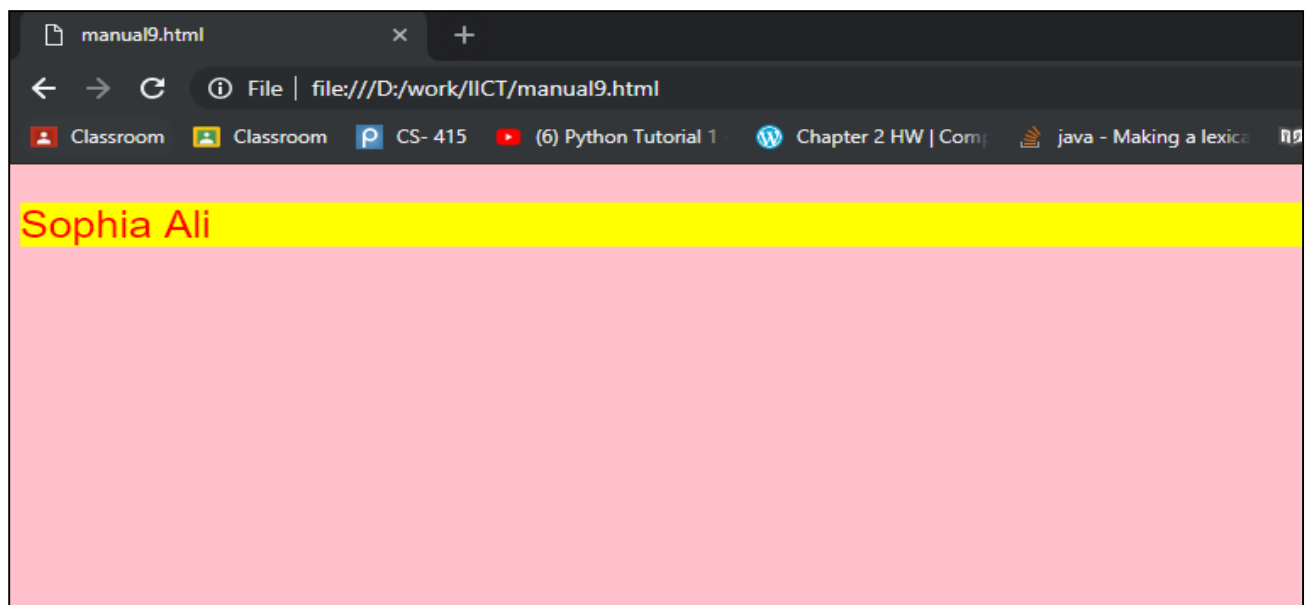 manual9.html
File | file:///D:/work/IICT/manual9.html
Classroom Classroom CS- 415 (6) Python Tutorial 1 - Chapter 2 HW | Com java - Making a lexica
Sophia Ali